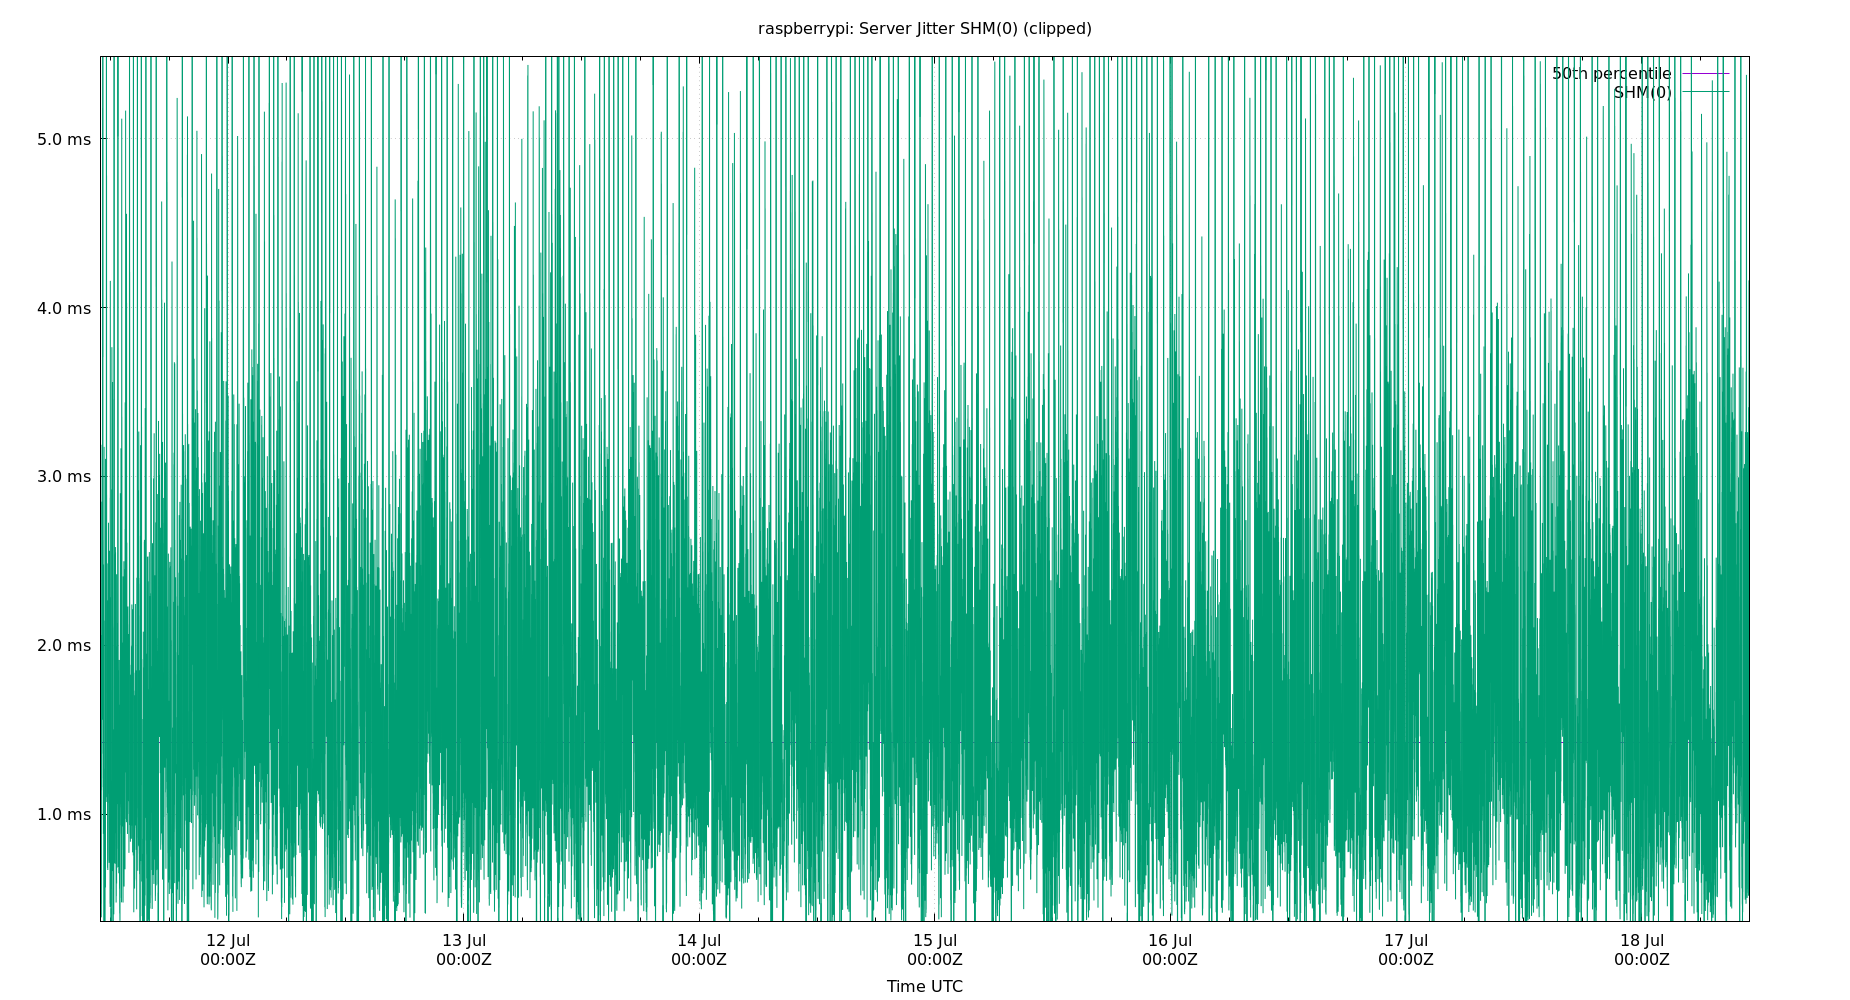 raspberrypi: Server Jitter SHM(0) (clipped)
50th percentile
SHM(0)
5.0 ms
4.0 ms
3.0 ms
2.0 ms
1.0 ms
12 Jul 13 Jul 14 Jul 15 Jul 16 Jul 17 Jul 18 Jul
00:00Z 00:00Z 00:00Z 00:00Z 00:00Z 00:00Z 00:00Z
Time UTC